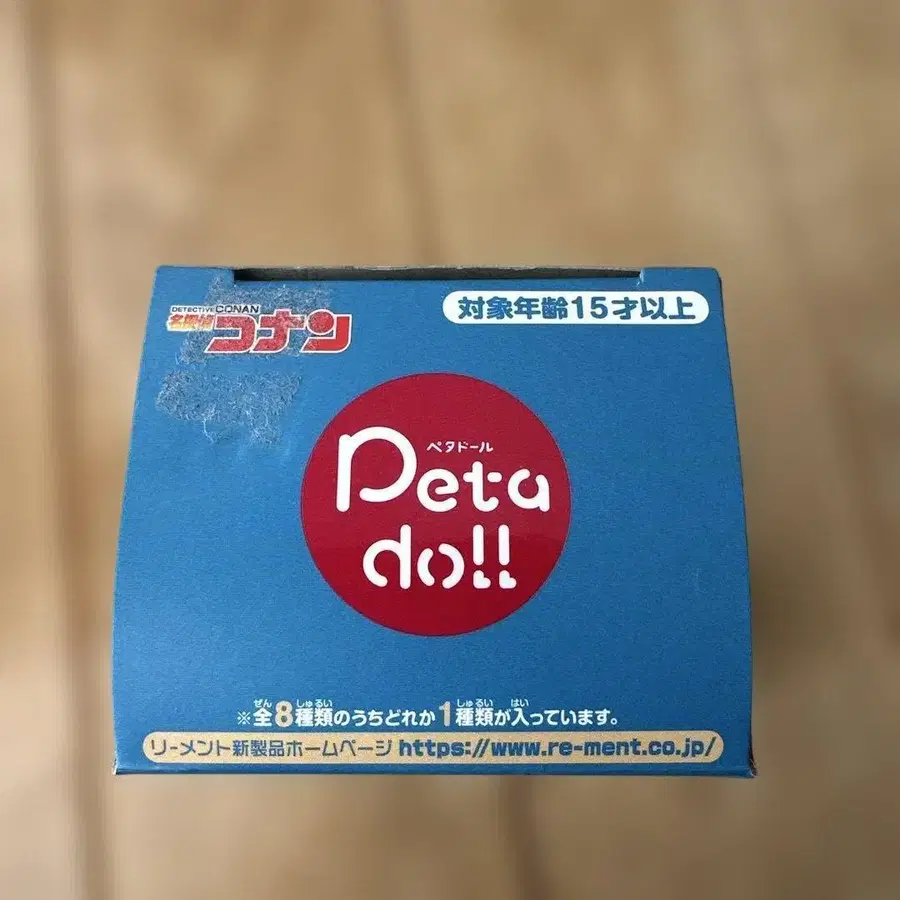 DETECTIVE CONAN
名探偵コナン
対象年齢15才以上
ペタドール
Peta
doll
ぜん しゅるい しゅるい はい
※全8種類のうちどれか1種類が入っています。
リーメント新製品ホームページ https://www.re-ment.co.jp/